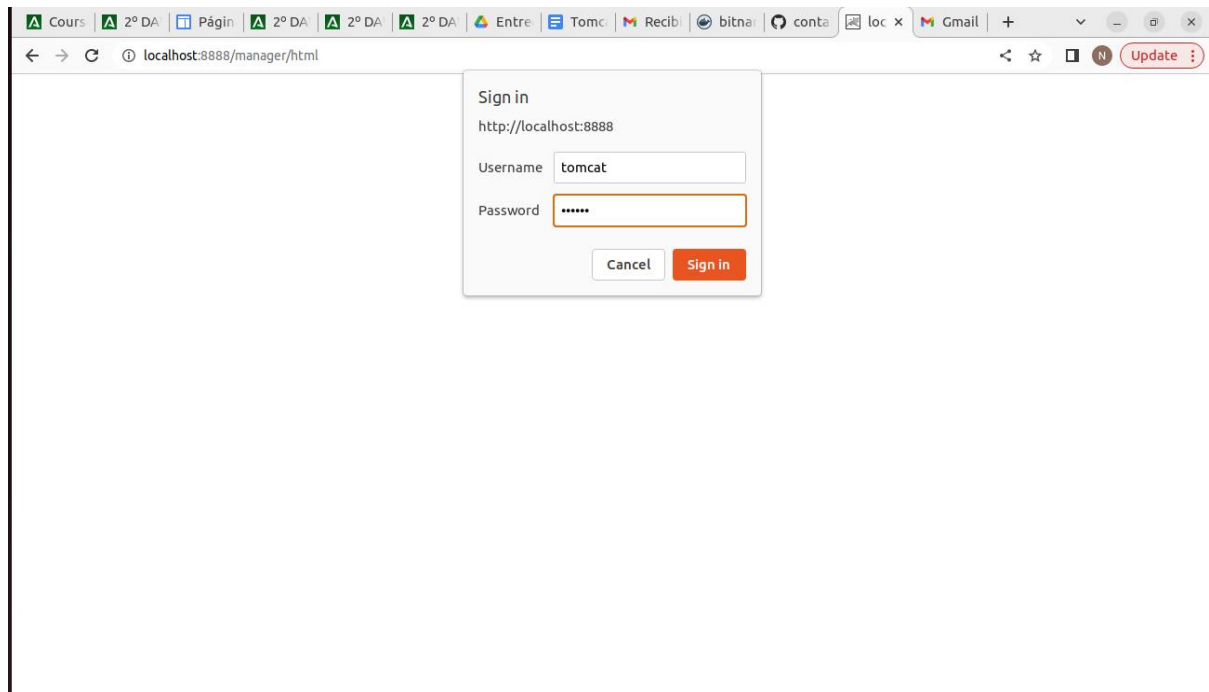 Cours 2º DA Págin 2º DA 2º DA 2º DA Entre Tomc Recibi bitnar conta loc Gmail
localhost:8888/manager/html N Update
Sign in
http://localhost:8888
Username tomcat
Password ••••••
Cancel Sign in